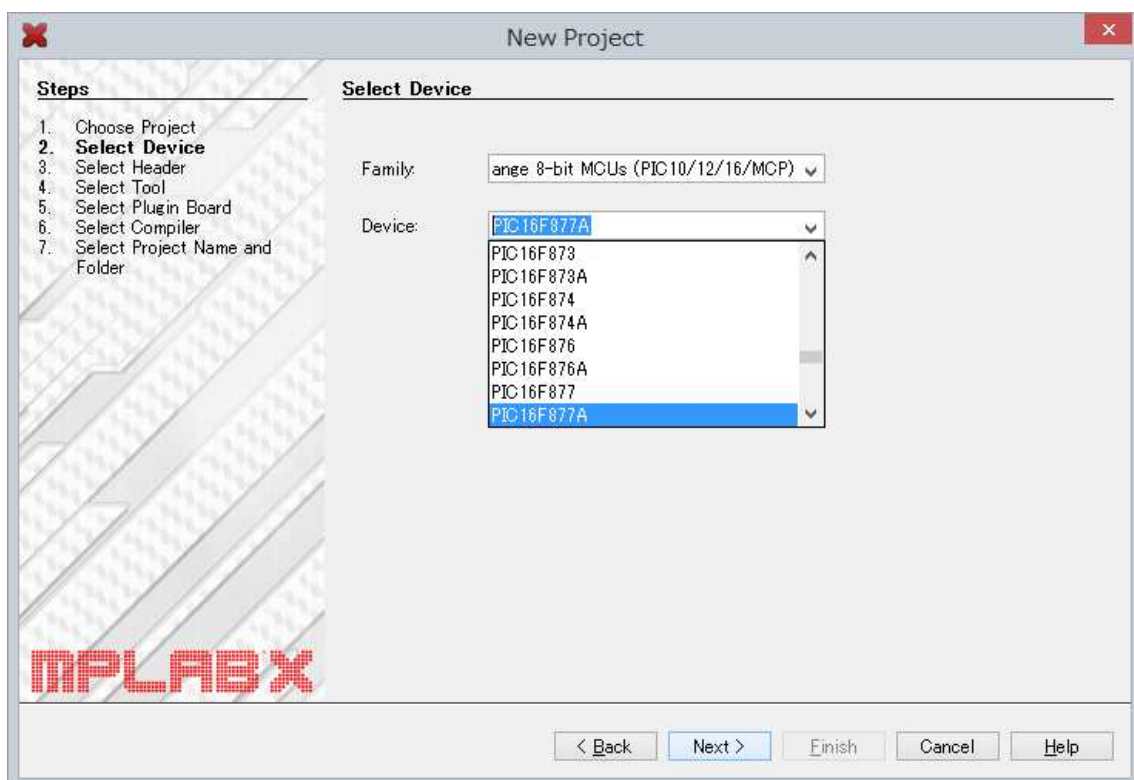 New Project
Steps
1. Choose Project
2. Select Device
3. Select Header
4. Select Tool
5. Select Plugin Board
6. Select Compiler
7. Select Project Name and
Folder
Select Device
Family:
ange 8-bit MCUs (PIC10/12/16/MCP)
Device:
PIC16F877A
PIC16F873
PIC16F873A
PIC16F874
PIC16F874A
PIC16F876
PIC16F876A
PIC16F877
PIC16F877A
MPLAB X
< Back
Next >
Finish
Cancel
Help